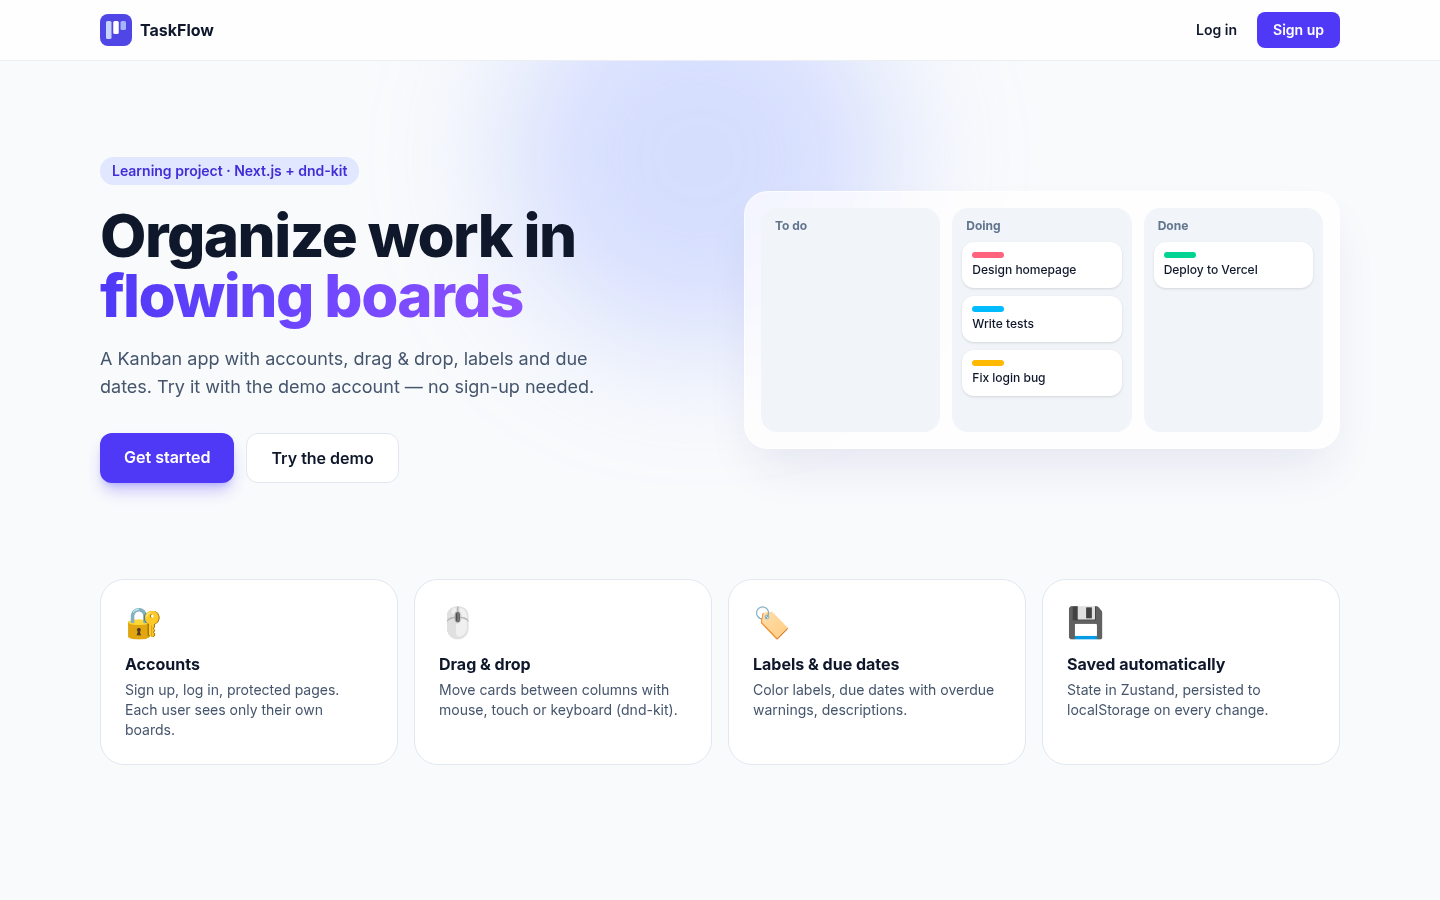 TaskFlow
Log in
Sign up
Learning project · Next.js + dnd-kit
Organize work in
flowing boards
A Kanban app with accounts, drag & drop, labels and due
dates. Try it with the demo account — no sign-up needed.
Get started
Try the demo
To do
Doing
Design homepage
Write tests
Fix login bug
Done
Deploy to Vercel
Accounts
Sign up, log in, protected pages.
Each user sees only their own
boards.
Drag & drop
Move cards between columns with
mouse, touch or keyboard (dnd-kit).
Labels & due dates
Color labels, due dates with overdue
warnings, descriptions.
Saved automatically
State in Zustand, persisted to
localStorage on every change.